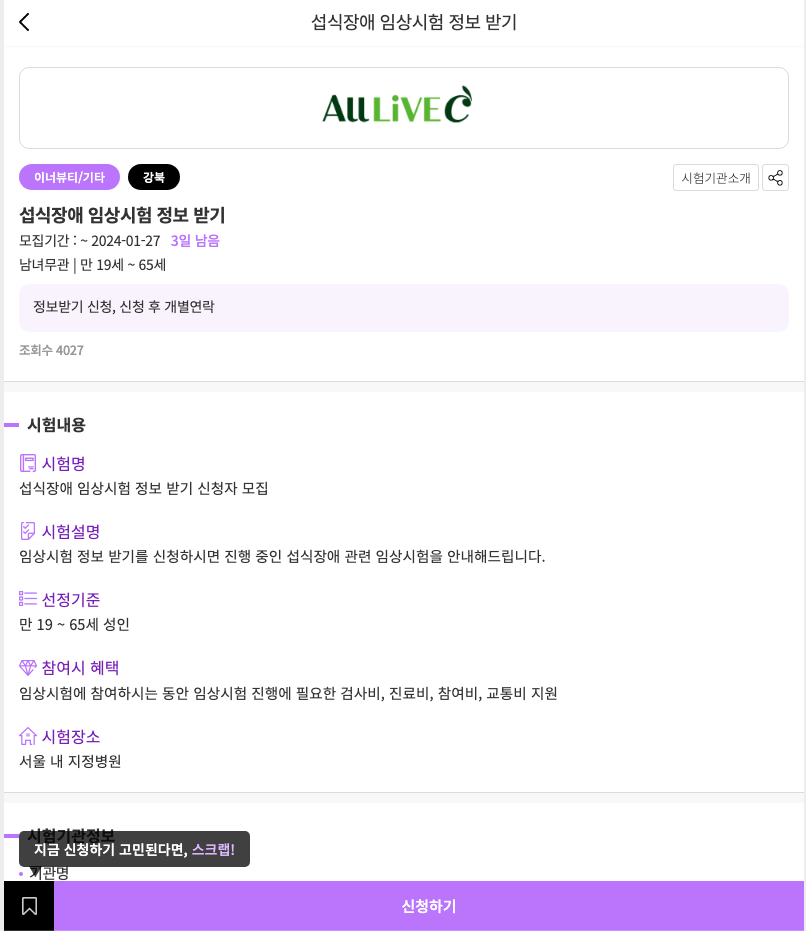 섭식장애 임상시험 정보 받기
ALL LiVE C
이너뷰티/기타
강북
시험기관소개
섭식장애 임상시험 정보 받기
모집기간 : ~ 2024-01-27 3일 남음
남녀무관 | 만 19세 ~ 65세
정보받기 신청, 신청 후 개별연락
조회수 4027
시험내용
시험명
섭식장애 임상시험 정보 받기 신청자 모집
시험설명
임상시험 정보 받기를 신청하시면 진행 중인 섭식장애 관련 임상시험을 안내해드립니다.
선정기준
만 19 ~ 65세 성인
참여시 혜택
임상시험에 참여하시는 동안 임상시험 진행에 필요한 검사비, 진료비, 참여비, 교통비 지원
시험장소
서울 내 지정병원
시험기관정보
지금 신청하기 고민된다면, 스크랩!
기관명
신청하기